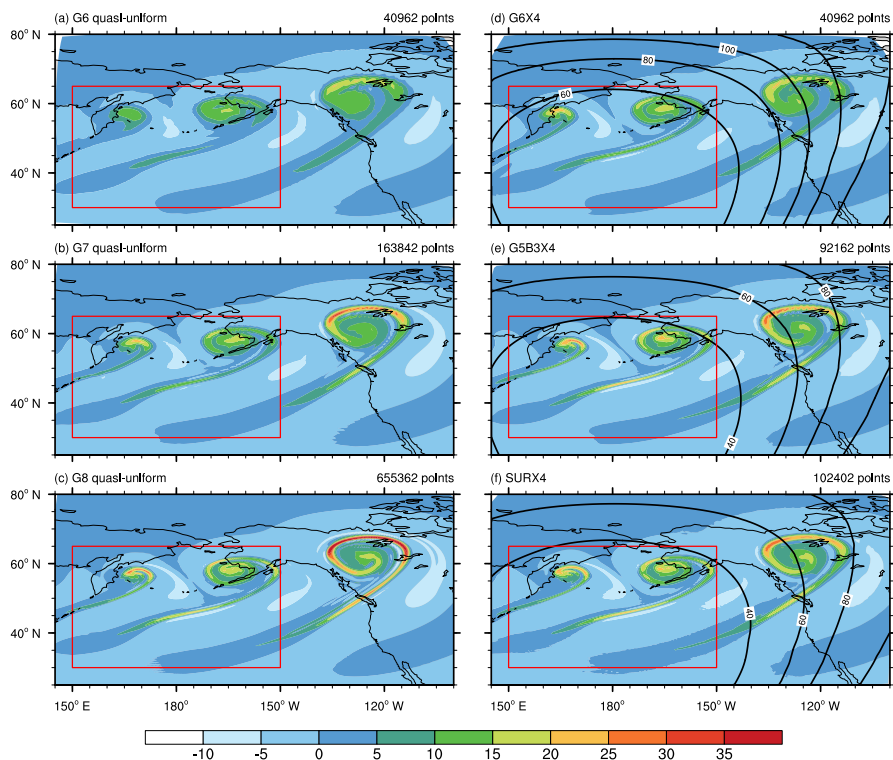 (a) G6 quasi-uniform 40962 points
(d) G6X4 40962 points
80° N
60° N
40° N
100
80
60
(b) G7 quasi-uniform 163842 points
(e) G5B3X4 92162 points
80° N
60° N
40° N
60
80
40
(c) G8 quasi-uniform 655362 points
(f) SURX4 102402 points
80° N
60° N
40° N
40
60
80
150° E 180° 150° W 120° W
150° E 180° 150° W 120° W
-10 -5 0 5 10 15 20 25 30 35